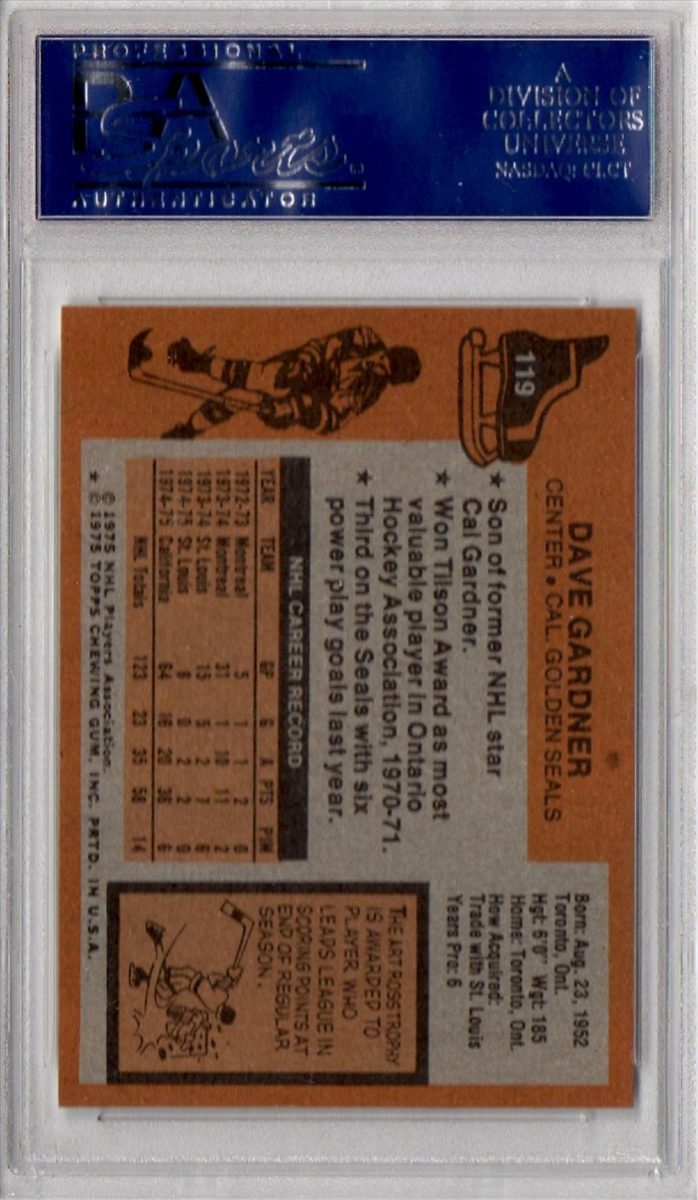 PROFESSIONAL
PSA
Sports
AUTHENTICATOR
A
DIVISION OF
COLLECTORS
UNIVERSE
NASDAQ: CLCT
119
DAVE GARDNER
CENTER • CAL. GOLDEN SEALS
★ Son of former NHL star
Cal Gardner.
★ Won Tilson Award as most
valuable player in Ontario
Hockey Association, 1970-71.
★ Third on the Seals with six
power play goals last year.
NHL CAREER RECORD
YEAR TEAM GP G A PTS PIM
1972-73 Montreal 5 1 1 2 0
1973-74 Montreal 31 1 10 11 2
1973-74 St. Louis 15 5 2 7 6
1974-75 St. Louis 8 0 2 2 0
1974-75 California 64 16 20 36 6
NHL Totals 123 23 35 58 14
© 1975 NHL Players Association.
★ © 1975 TOPPS CHEWING GUM, INC. PRTD. IN U.S.A.
Born: Aug. 23, 1952
Toronto, Ont.
Hgt: 6'0" Wgt: 185
Home: Toronto, Ont.
How Acquired:
Trade with St. Louis
Years Pro: 6
THE ART ROSS TROPHY
IS AWARDED TO
PLAYER WHO
LEADS LEAGUE IN
SCORING POINTS AT
END OF REGULAR
SEASON.